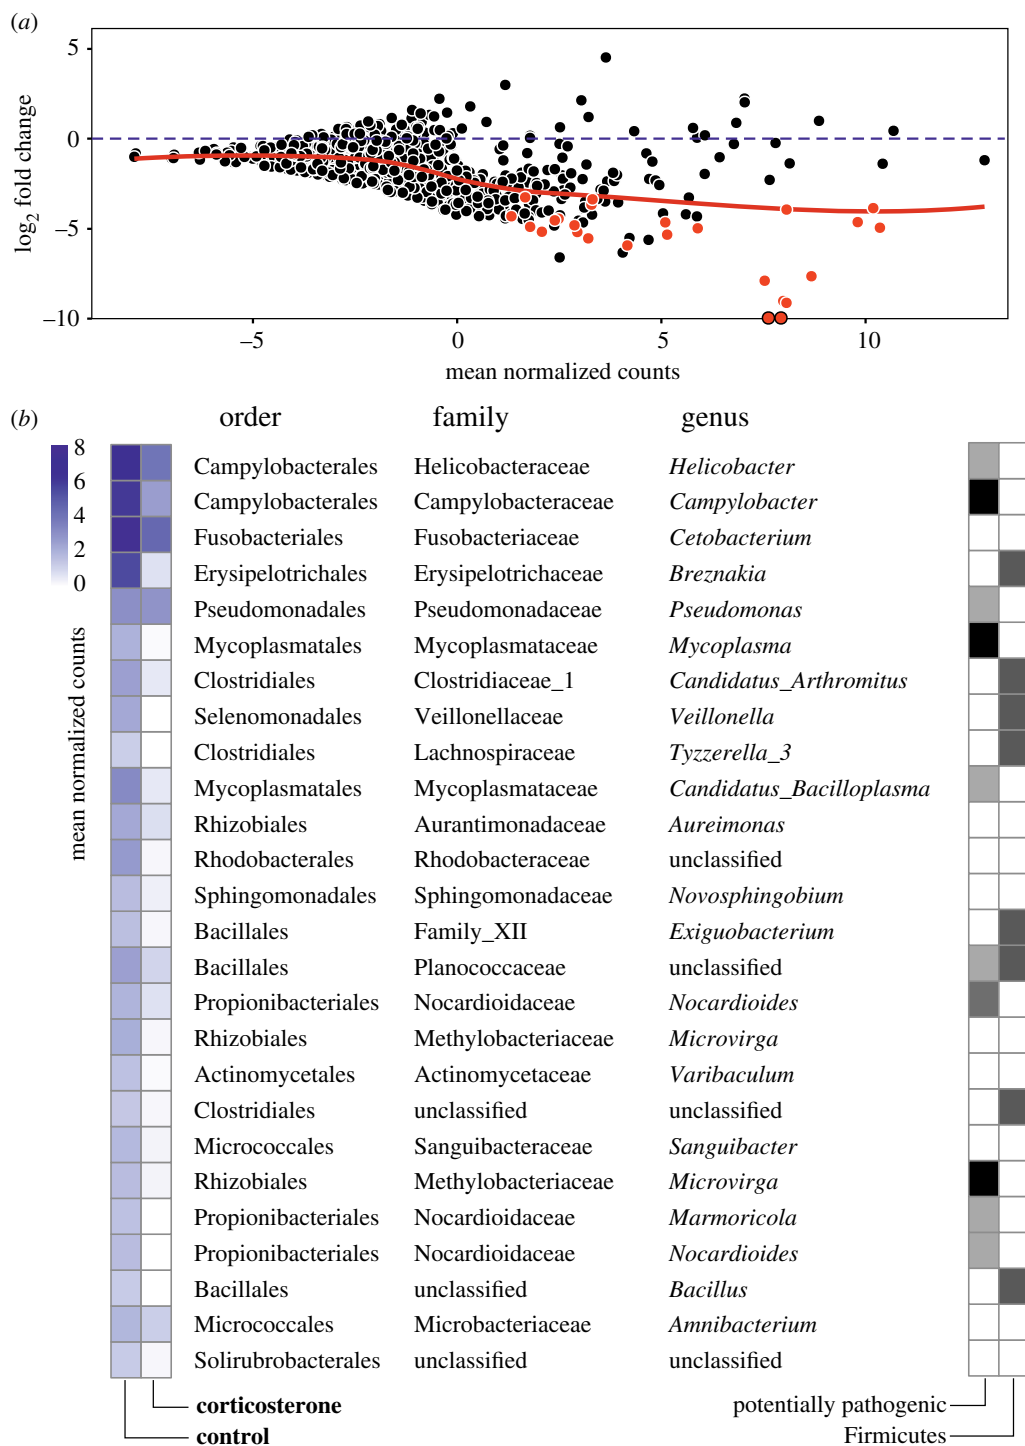 (a)
5
0
−5
−10
log2 fold change
−5 0 5 10
mean normalized counts
(b)
order family genus
8
6
4
2
0
mean normalized counts
Campylobacterales Helicobacteraceae Helicobacter
Campylobacterales Campylobacteraceae Campylobacter
Fusobacteriales Fusobacteriaceae Cetobacterium
Erysipelotrichales Erysipelotrichaceae Breznakia
Pseudomonadales Pseudomonadaceae Pseudomonas
Mycoplasmatales Mycoplasmataceae Mycoplasma
Clostridiales Clostridiaceae_1 Candidatus_Arthromitus
Selenomonadales Veillonellaceae Veillonella
Clostridiales Lachnospiraceae Tyzzerella_3
Mycoplasmatales Mycoplasmataceae Candidatus_Bacilloplasma
Rhizobiales Aurantimonadaceae Aureimonas
Rhodobacterales Rhodobacteraceae unclassified
Sphingomonadales Sphingomonadaceae Novosphingobium
Bacillales Family_XII Exiguobacterium
Bacillales Planococcaceae unclassified
Propionibacteriales Nocardioidaceae Nocardioides
Rhizobiales Methylobacteriaceae Microvirga
Actinomycetales Actinomycetaceae Varibaculum
Clostridiales unclassified unclassified
Micrococcales Sanguibacteraceae Sanguibacter
Rhizobiales Methylobacteriaceae Microvirga
Propionibacteriales Nocardioidaceae Marmoricola
Propionibacteriales Nocardioidaceae Nocardioides
Bacillales unclassified Bacillus
Micrococcales Microbacteriaceae Amnibacterium
Solirubrobacterales unclassified unclassified
corticosterone potentially pathogenic
control Firmicutes